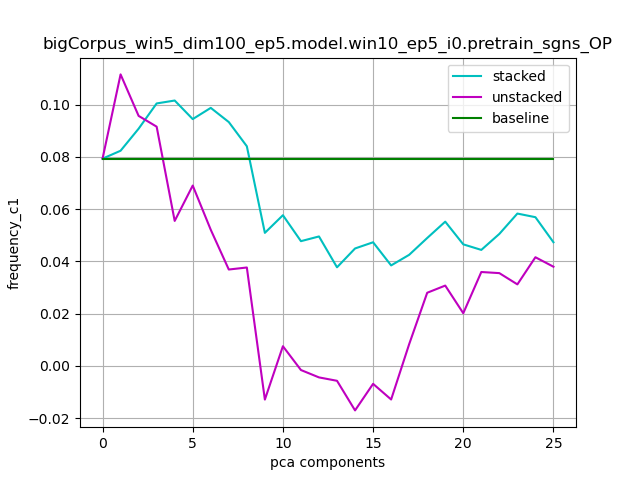 bigCorpus_win5_dim100_ep5.model.win10_ep5_i0.pretrain_sgns_OP
stacked
unstacked
baseline
0.10
0.08
0.06
0.04
0.02
0.00
−0.02
frequency_c1
0 5 10 15 20 25
pca components